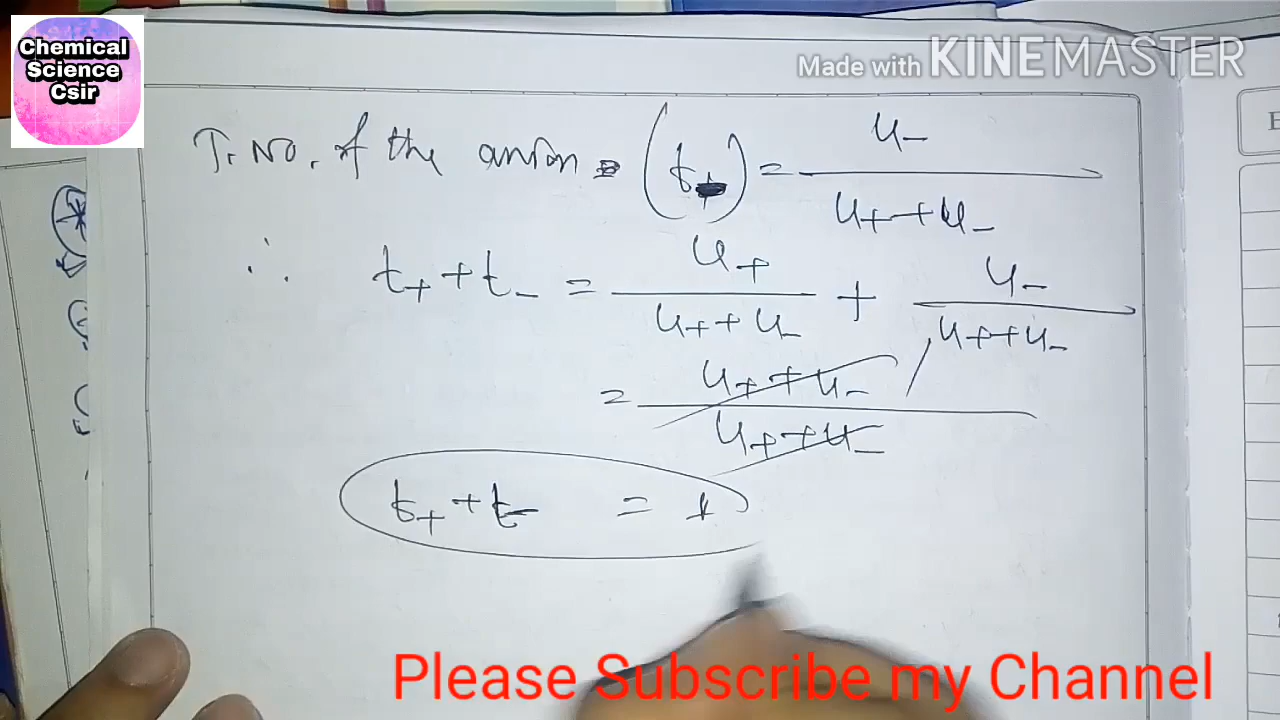 Chemical
Science
Csir
Made with KINEMASTER
T. No. of the anion (t-) = u- / u+ + u-
∴ t+ + t- = u+ / u+ + u- + u- / u+ + u-
= u+ + u- / u+ + u-
t+ + t- = 1
Please Subscribe my Channel